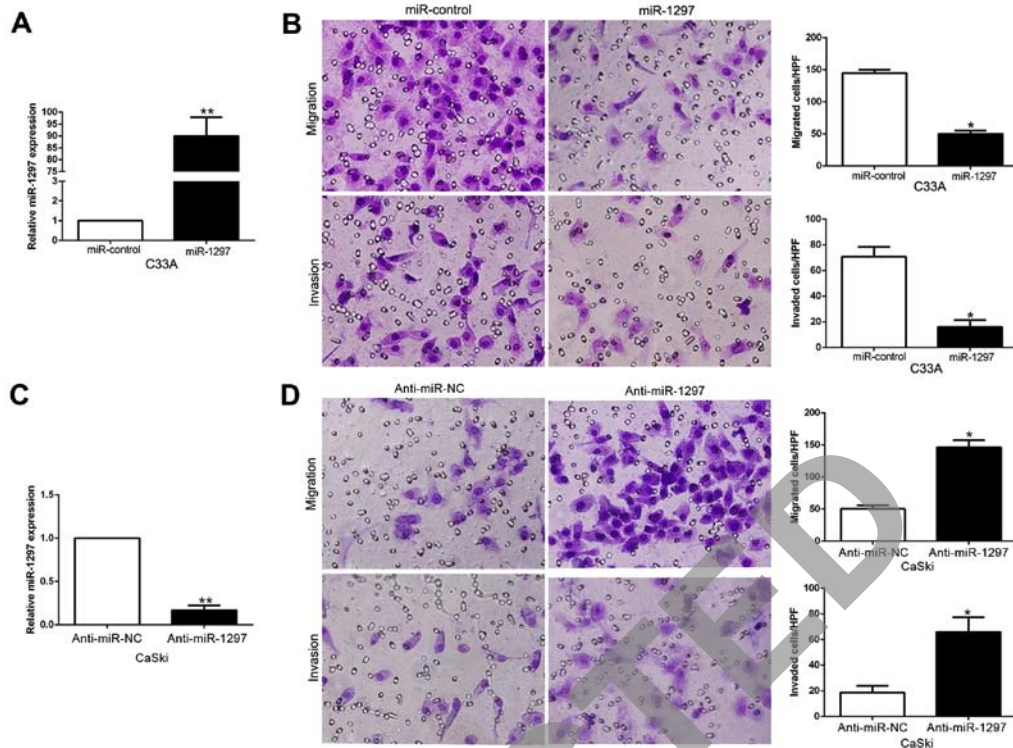 A
Relative miR-1297 expression
100
95
90
85
80
75
3
2
1
0
**
miR-control
miR-1297
C33A
B
miR-control
miR-1297
Migration
Invasion
Migrated cells/HPF
200
150
100
50
0
*
miR-control
miR-1297
C33A
Invaded cells/HPF
100
80
60
40
20
0
*
miR-control
miR-1297
C33A
C
Relative miR-1297 expression
1.5
1.0
0.5
0.0
**
Anti-miR-NC
Anti-miR-1297
CaSki
D
Anti-miR-NC
Anti-miR-1297
Migration
Invasion
Migrated cells/HPF
200
150
100
50
0
*
Anti-miR-NC
Anti-miR-1297
CaSki
Invaded cells/HPF
100
80
60
40
20
0
*
Anti-miR-NC
Anti-miR-1297
CaSki
TED